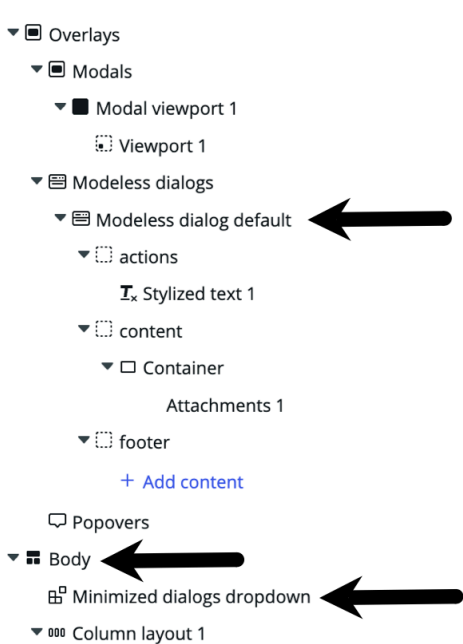 Overlays
Modals
Modal viewport 1
Viewport 1
Modeless dialogs
Modeless dialog default
actions
Stylized text 1
content
Container
Attachments 1
footer
+ Add content
Popovers
Body
Minimized dialogs dropdown
Column layout 1